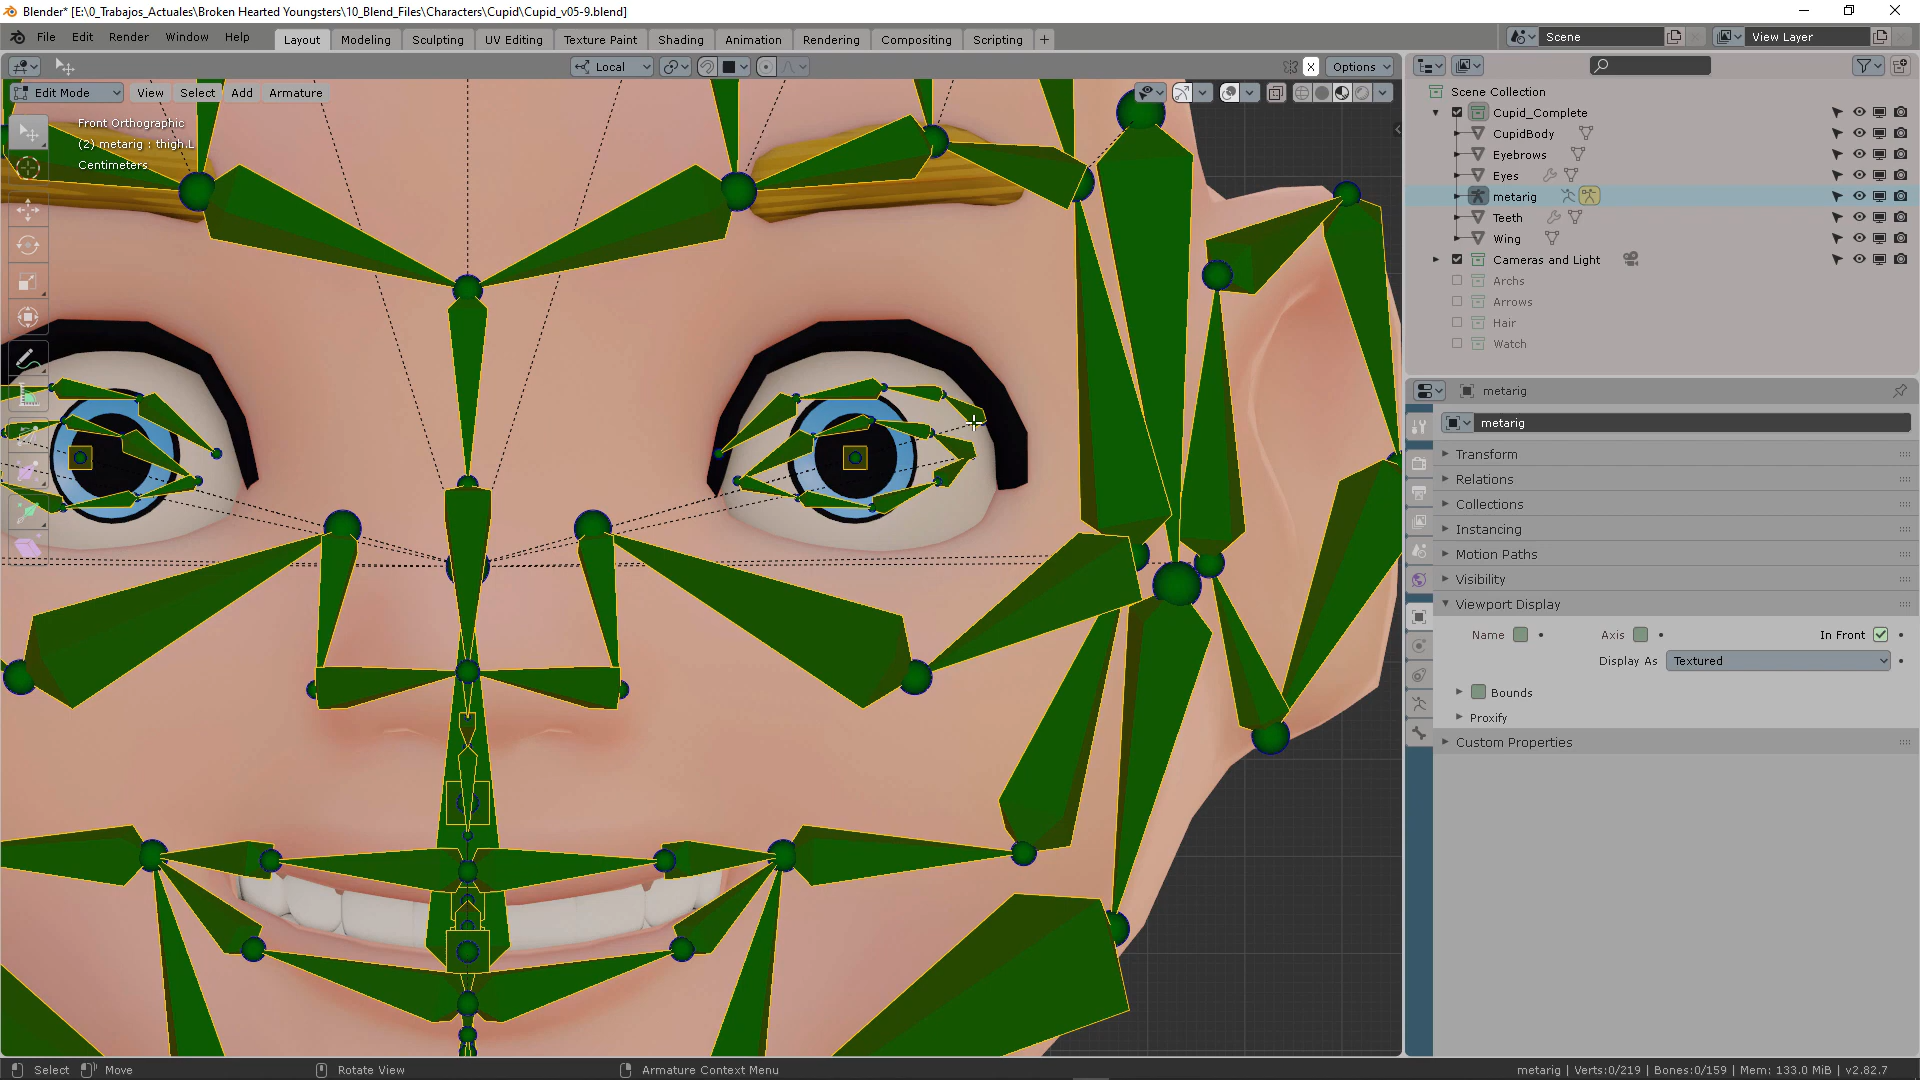 Blender* [E:\0_Trabajos_Actuales\Broken Hearted Youngsters\10_Blend_Files\Characters\Cupid\Cupid_v05-9.blend]
File Edit Render Window Help Layout Modeling Sculpting UV Editing Texture Paint Shading Animation Rendering Compositing Scripting + Scene View Layer
Local X Options
Edit Mode View Select Add Armature
Front Orthographic
(2) metarig : thigh.L
Centimeters
Scene Collection
Cupid_Complete
CupidBody
Eyebrows
Eyes
metarig
Teeth
Wing
Cameras and Light
Archs
Arrows
Hair
Watch
metarig
metarig
Transform
Relations
Collections
Instancing
Motion Paths
Visibility
Viewport Display
Name Axis In Front
Display As Textured
Bounds
Proxify
Custom Properties
Select Move Rotate View Armature Context Menu metarig | Verts:0/219 | Bones:0/159 | Mem: 133.0 MiB | v2.82.7